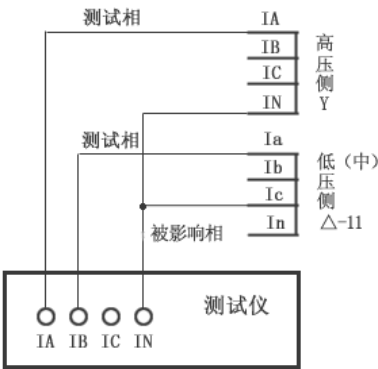 测试相
IA
IB
IC
IN
高
压
侧
Y
测试相
Ia
Ib
Ic
In
低（中）
压
侧
△-11
被影响相
测试仪
IA IB IC IN